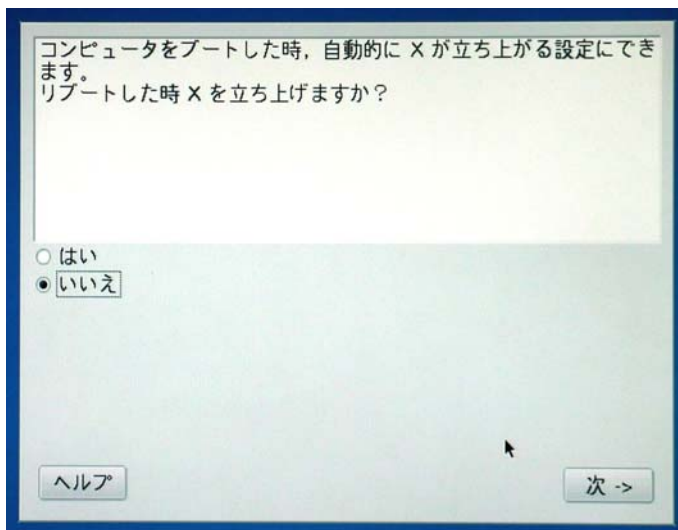 コンピュータをブートした時，自動的に X が立ち上がる設定にでき
ます。
リブートした時 X を立ち上げますか？
はい
いいえ
ヘルプ
次 ->